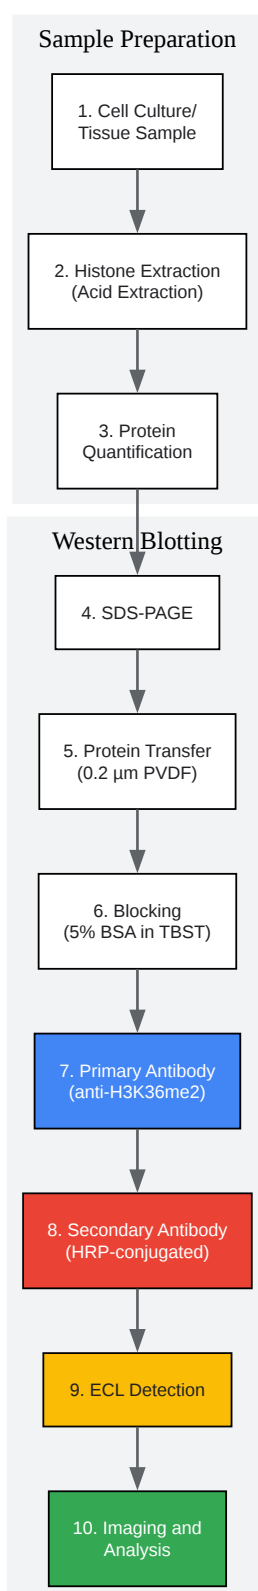 Sample Preparation
1. Cell Culture/
Tissue Sample
2. Histone Extraction
(Acid Extraction)
3. Protein
Quantification
Western Blotting
4. SDS-PAGE
5. Protein Transfer
(0.2 µm PVDF)
6. Blocking
(5% BSA in TBST)
7. Primary Antibody
(anti-H3K36me2)
8. Secondary Antibody
(HRP-conjugated)
9. ECL Detection
10. Imaging and
Analysis